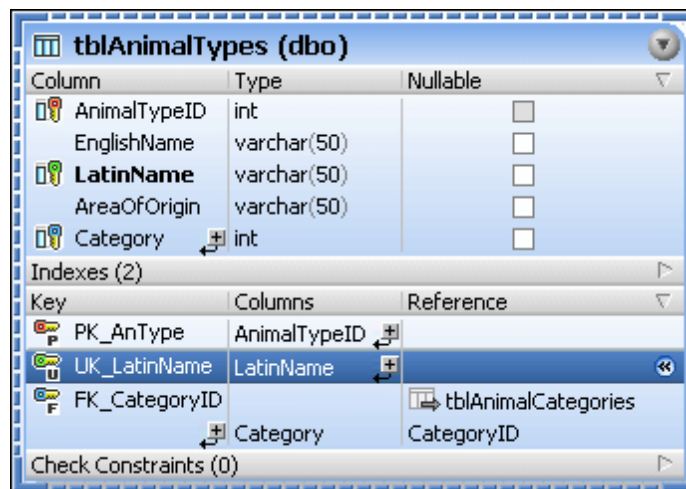 tblAnimalTypes (dbo)
Column Type Nullable
AnimalTypeID int
EnglishName varchar(50)
LatinName varchar(50)
AreaOfOrigin varchar(50)
Category int
Indexes (2)
Key Columns Reference
P PK_AnType AnimalTypeID
U UK_LatinName LatinName
F FK_CategoryID tblAnimalCategories
Category CategoryID
Check Constraints (0)